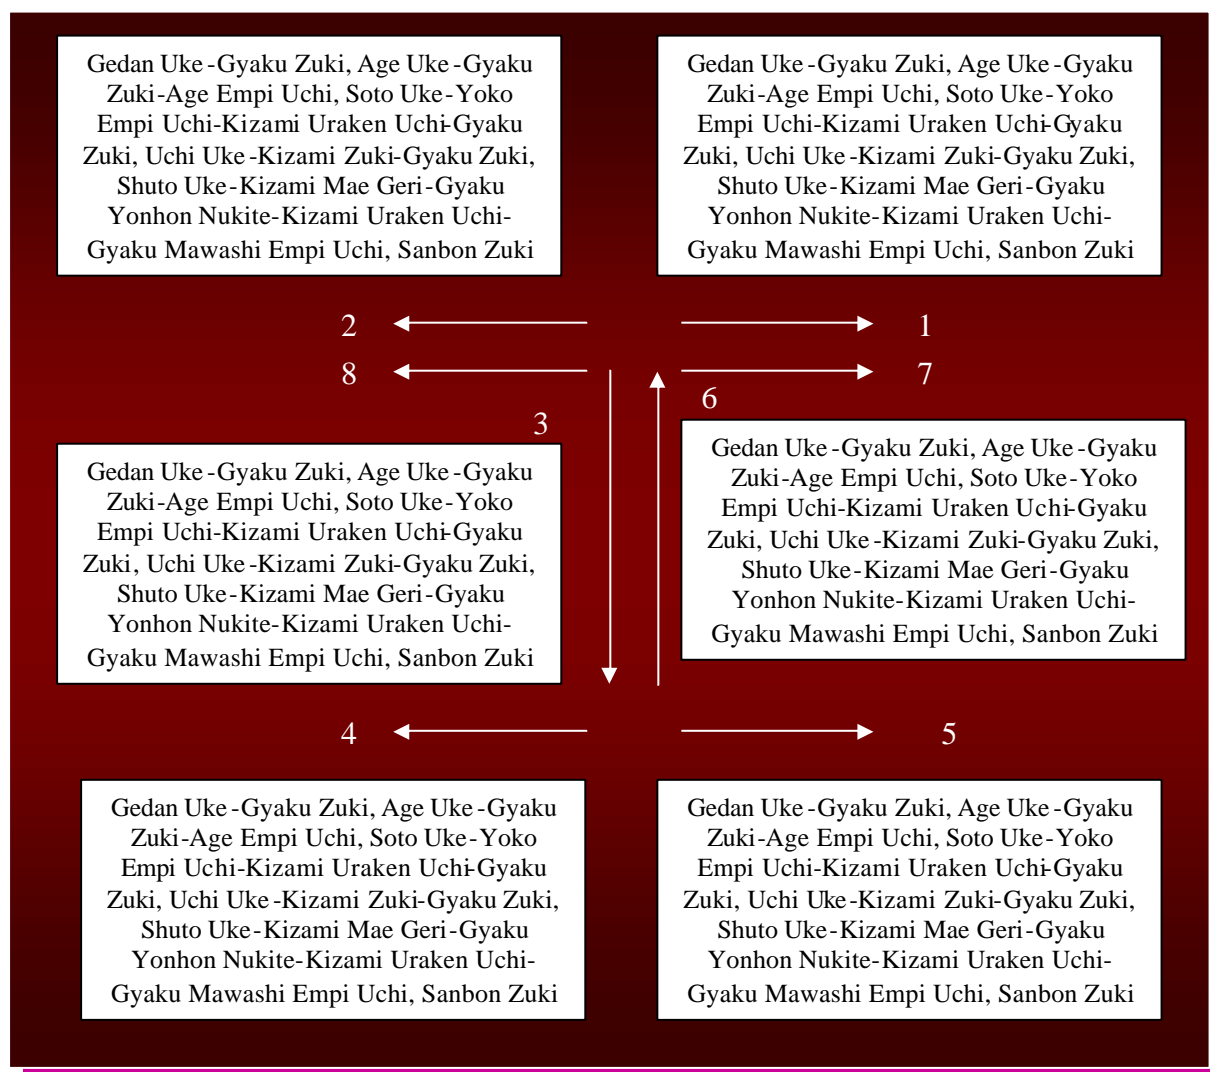 Gedan Uke-Gyaku Zuki, Age Uke-Gyaku
Zuki-Age Empi Uchi, Soto Uke-Yoko
Empi Uchi-Kizami Uraken Uchi-Gyaku
Zuki, Uchi Uke-Kizami Zuki-Gyaku Zuki,
Shuto Uke-Kizami Mae Geri-Gyaku
Yonhon Nukite-Kizami Uraken Uchi-
Gyaku Mawashi Empi Uchi, Sanbon Zuki
Gedan Uke-Gyaku Zuki, Age Uke-Gyaku
Zuki-Age Empi Uchi, Soto Uke-Yoko
Empi Uchi-Kizami Uraken Uchi-Gyaku
Zuki, Uchi Uke-Kizami Zuki-Gyaku Zuki,
Shuto Uke-Kizami Mae Geri-Gyaku
Yonhon Nukite-Kizami Uraken Uchi-
Gyaku Mawashi Empi Uchi, Sanbon Zuki
2
1
8
7
3
6
Gedan Uke-Gyaku Zuki, Age Uke-Gyaku
Zuki-Age Empi Uchi, Soto Uke-Yoko
Empi Uchi-Kizami Uraken Uchi-Gyaku
Zuki, Uchi Uke-Kizami Zuki-Gyaku Zuki,
Shuto Uke-Kizami Mae Geri-Gyaku
Yonhon Nukite-Kizami Uraken Uchi-
Gyaku Mawashi Empi Uchi, Sanbon Zuki
Gedan Uke-Gyaku Zuki, Age Uke-Gyaku
Zuki-Age Empi Uchi, Soto Uke-Yoko
Empi Uchi-Kizami Uraken Uchi-Gyaku
Zuki, Uchi Uke-Kizami Zuki-Gyaku Zuki,
Shuto Uke-Kizami Mae Geri-Gyaku
Yonhon Nukite-Kizami Uraken Uchi-
Gyaku Mawashi Empi Uchi, Sanbon Zuki
4
5
Gedan Uke-Gyaku Zuki, Age Uke-Gyaku
Zuki-Age Empi Uchi, Soto Uke-Yoko
Empi Uchi-Kizami Uraken Uchi-Gyaku
Zuki, Uchi Uke-Kizami Zuki-Gyaku Zuki,
Shuto Uke-Kizami Mae Geri-Gyaku
Yonhon Nukite-Kizami Uraken Uchi-
Gyaku Mawashi Empi Uchi, Sanbon Zuki
Gedan Uke-Gyaku Zuki, Age Uke-Gyaku
Zuki-Age Empi Uchi, Soto Uke-Yoko
Empi Uchi-Kizami Uraken Uchi-Gyaku
Zuki, Uchi Uke-Kizami Zuki-Gyaku Zuki,
Shuto Uke-Kizami Mae Geri-Gyaku
Yonhon Nukite-Kizami Uraken Uchi-
Gyaku Mawashi Empi Uchi, Sanbon Zuki